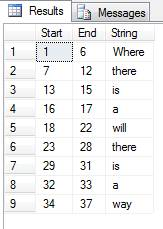 Results Messages
Start End String
1 1 6 Where
2 7 12 there
3 13 15 is
4 16 17 a
5 18 22 will
6 23 28 there
7 29 31 is
8 32 33 a
9 34 37 way